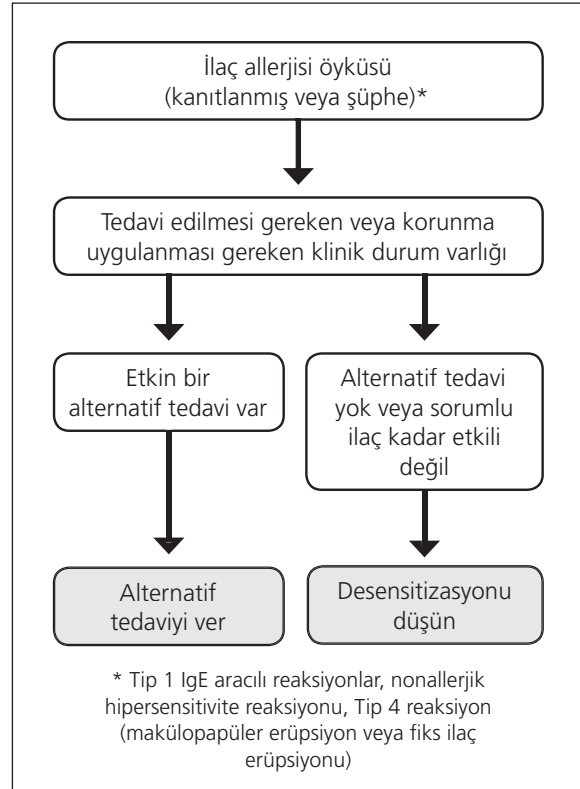 İlaç allerjisi öyküsü
(kanıtlanmış veya şüphe)*
Tedavi edilmesi gereken veya korunma
uygulanması gereken klinik durum varlığı
Etkin bir
alternatif tedavi var
Alternatif tedavi
yok veya sorumlu
ilaç kadar etkili
değil
Alternatif
tedaviyi ver
Desensitizasyonu
düşün
* Tip 1 IgE aracılı reaksiyonlar, nonallerjik
hipersensitivite reaksiyonu, Tip 4 reaksiyon
(makülopapüler erüpsiyon veya fiks ilaç
erüpsiyonu)